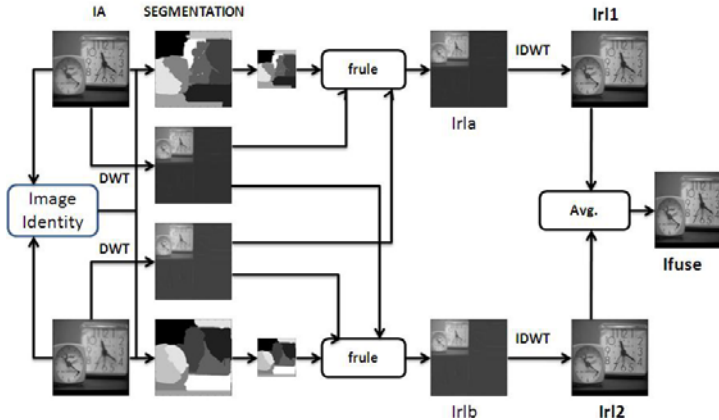 IA
SEGMENTATION
Irl1
frule
IDWT
Irla
DWT
Image
Identity
Avg.
DWT
Ifuse
frule
IDWT
Irlb
Irl2